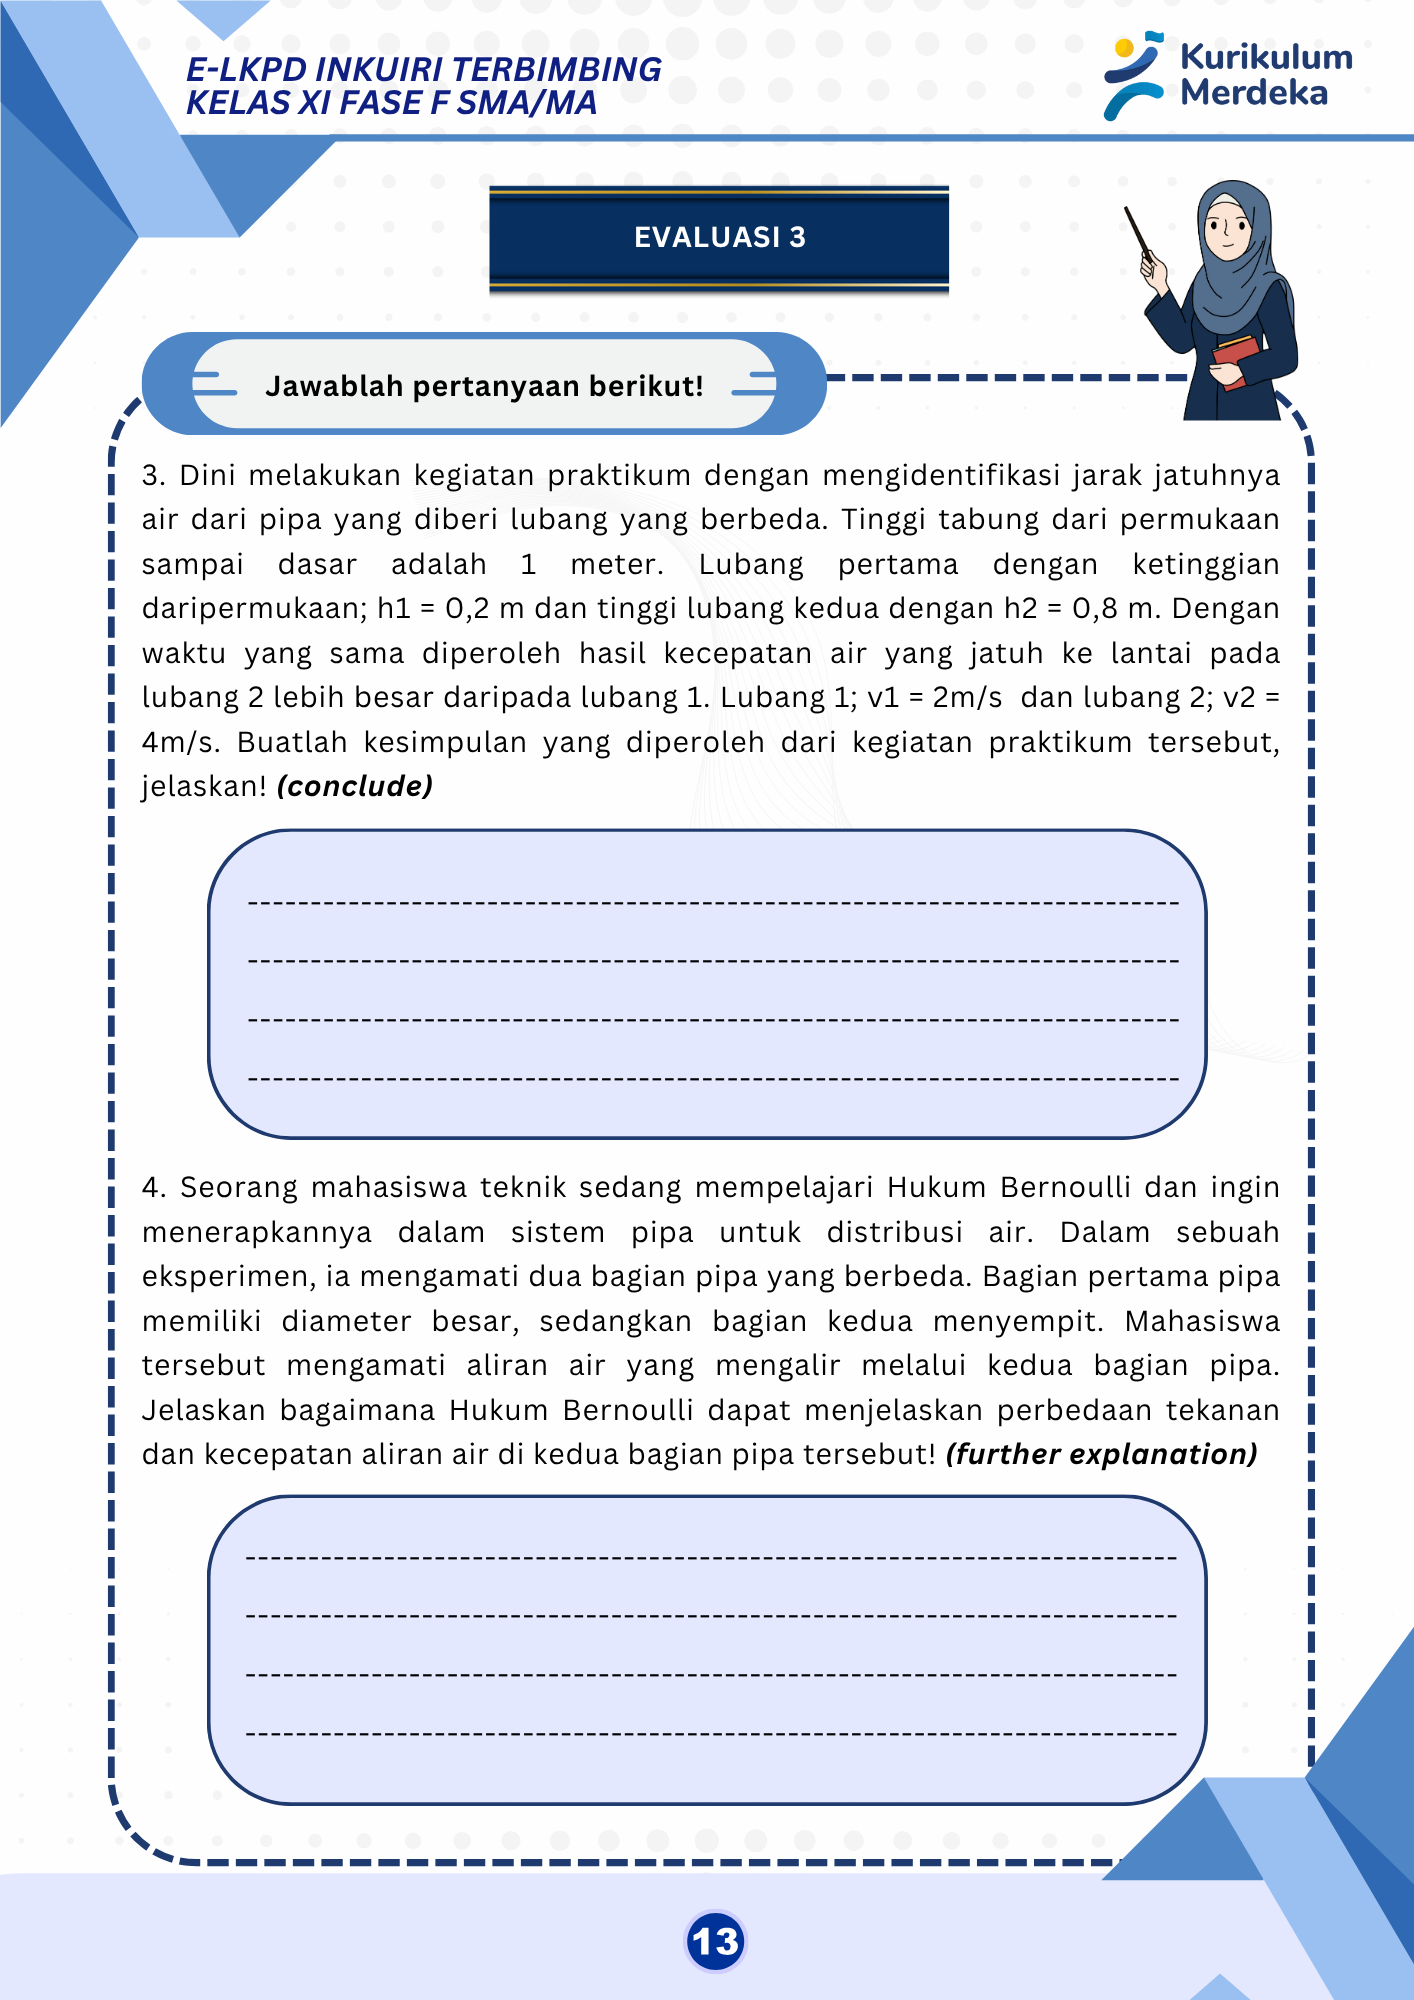 E-LKPD INKUIRI TERBIMBING
KELAS XI FASE F SMA/MA
Kurikulum
Merdeka
EVALUASI 3
Jawablah pertanyaan berikut!
3. Dini melakukan kegiatan praktikum dengan mengidentifikasi jarak jatuhnya
air dari pipa yang diberi lubang yang berbeda. Tinggi tabung dari permukaan
sampai dasar adalah 1 meter. Lubang pertama dengan ketinggian
daripermukaan; h1 = 0,2 m dan tinggi lubang kedua dengan h2 = 0,8 m. Dengan
waktu yang sama diperoleh hasil kecepatan air yang jatuh ke lantai pada
lubang 2 lebih besar daripada lubang 1. Lubang 1; v1 = 2m/s dan lubang 2; v2 =
4m/s. Buatlah kesimpulan yang diperoleh dari kegiatan praktikum tersebut,
jelaskan! (conclude)
4. Seorang mahasiswa teknik sedang mempelajari Hukum Bernoulli dan ingin
menerapkannya dalam sistem pipa untuk distribusi air. Dalam sebuah
eksperimen, ia mengamati dua bagian pipa yang berbeda. Bagian pertama pipa
memiliki diameter besar, sedangkan bagian kedua menyempit. Mahasiswa
tersebut mengamati aliran air yang mengalir melalui kedua bagian pipa.
Jelaskan bagaimana Hukum Bernoulli dapat menjelaskan perbedaan tekanan
dan kecepatan aliran air di kedua bagian pipa tersebut! (further explanation)
13